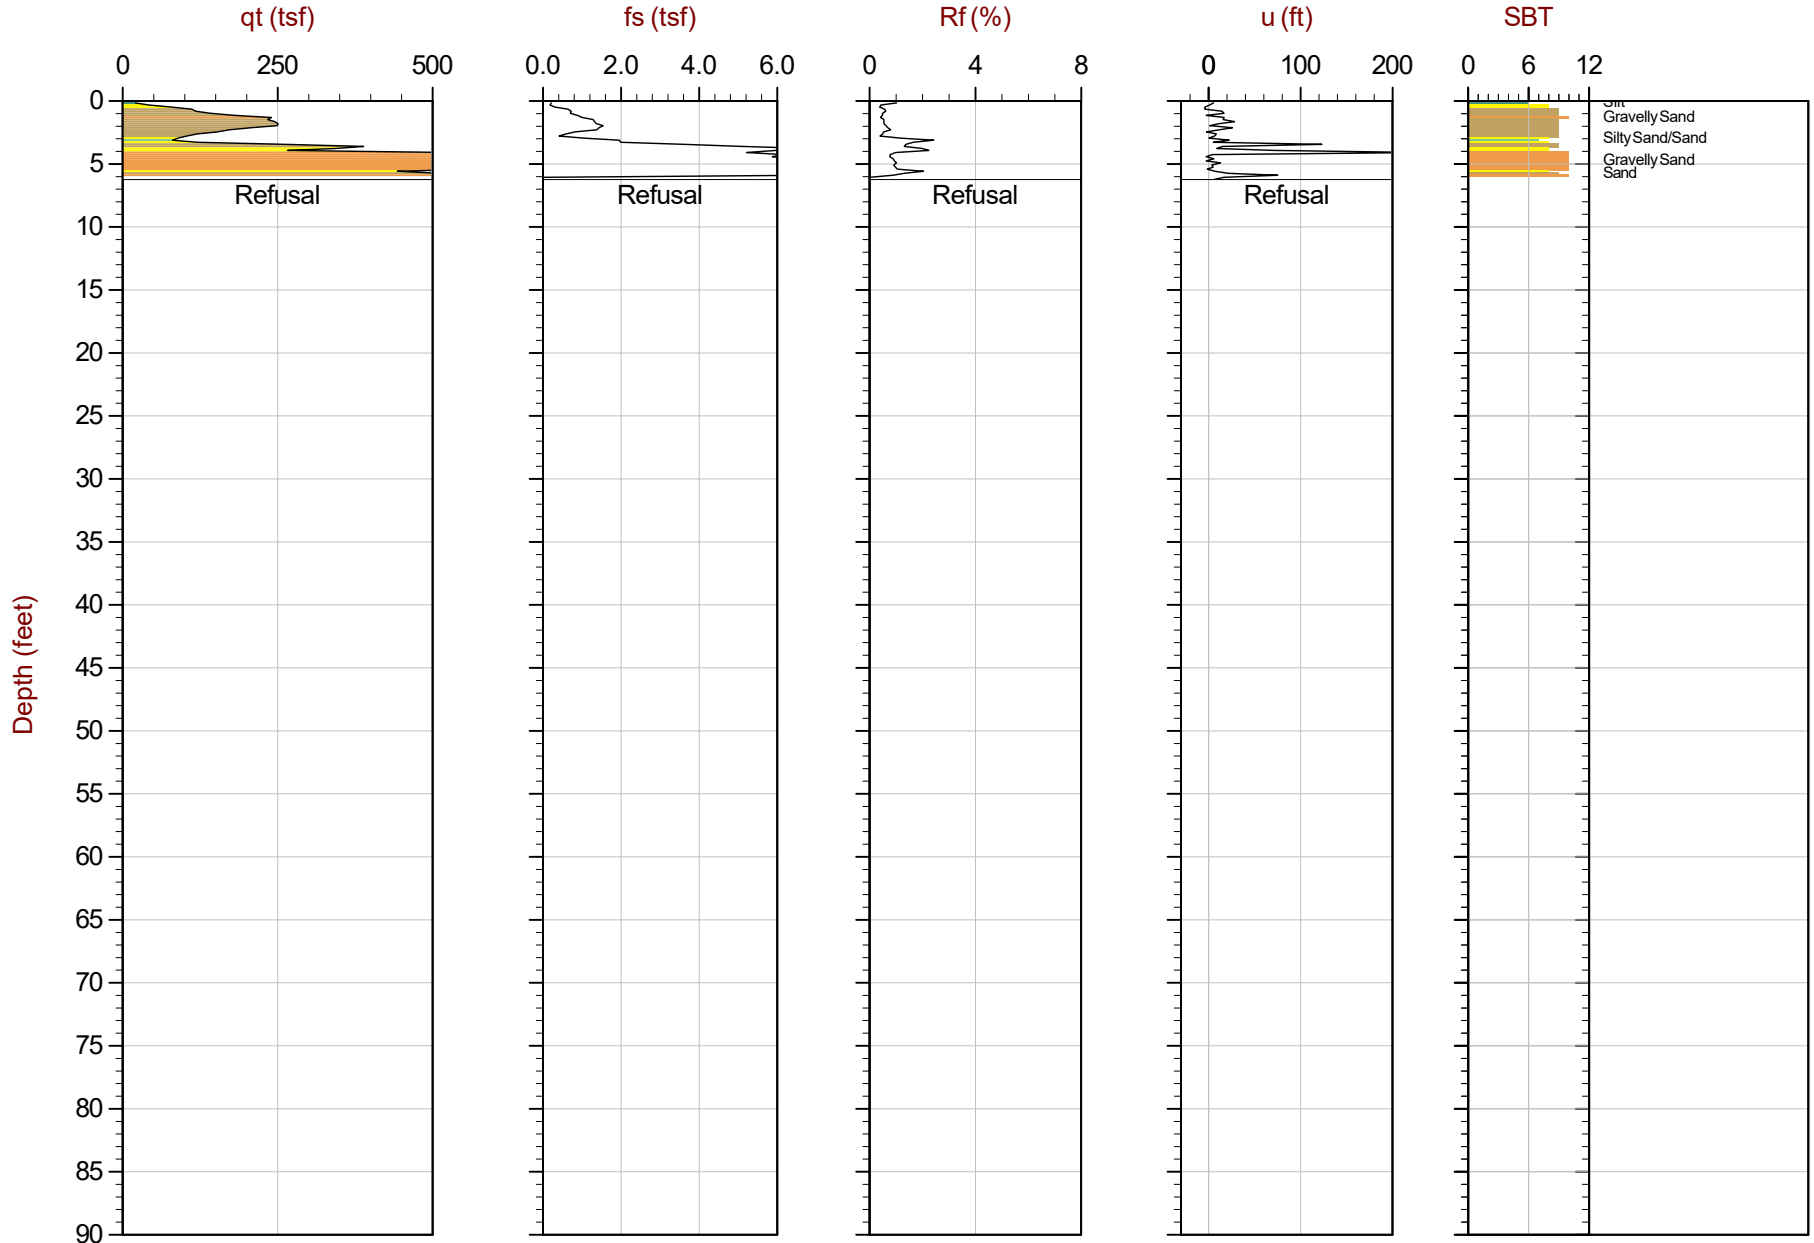 qt (tsf) fs (tsf) Rf (%) u (ft) SBT
0 250 500 0.0 2.0 4.0 6.0 0 4 8 0 100 200 0 6 12
0
Silt
Gravelly Sand
Silty Sand/Sand
5
Gravelly Sand
Sand
Refusal Refusal Refusal Refusal
10
15
20
25
30
35
40
45
50
55
60
65
70
75
80
85
90
Depth (feet)